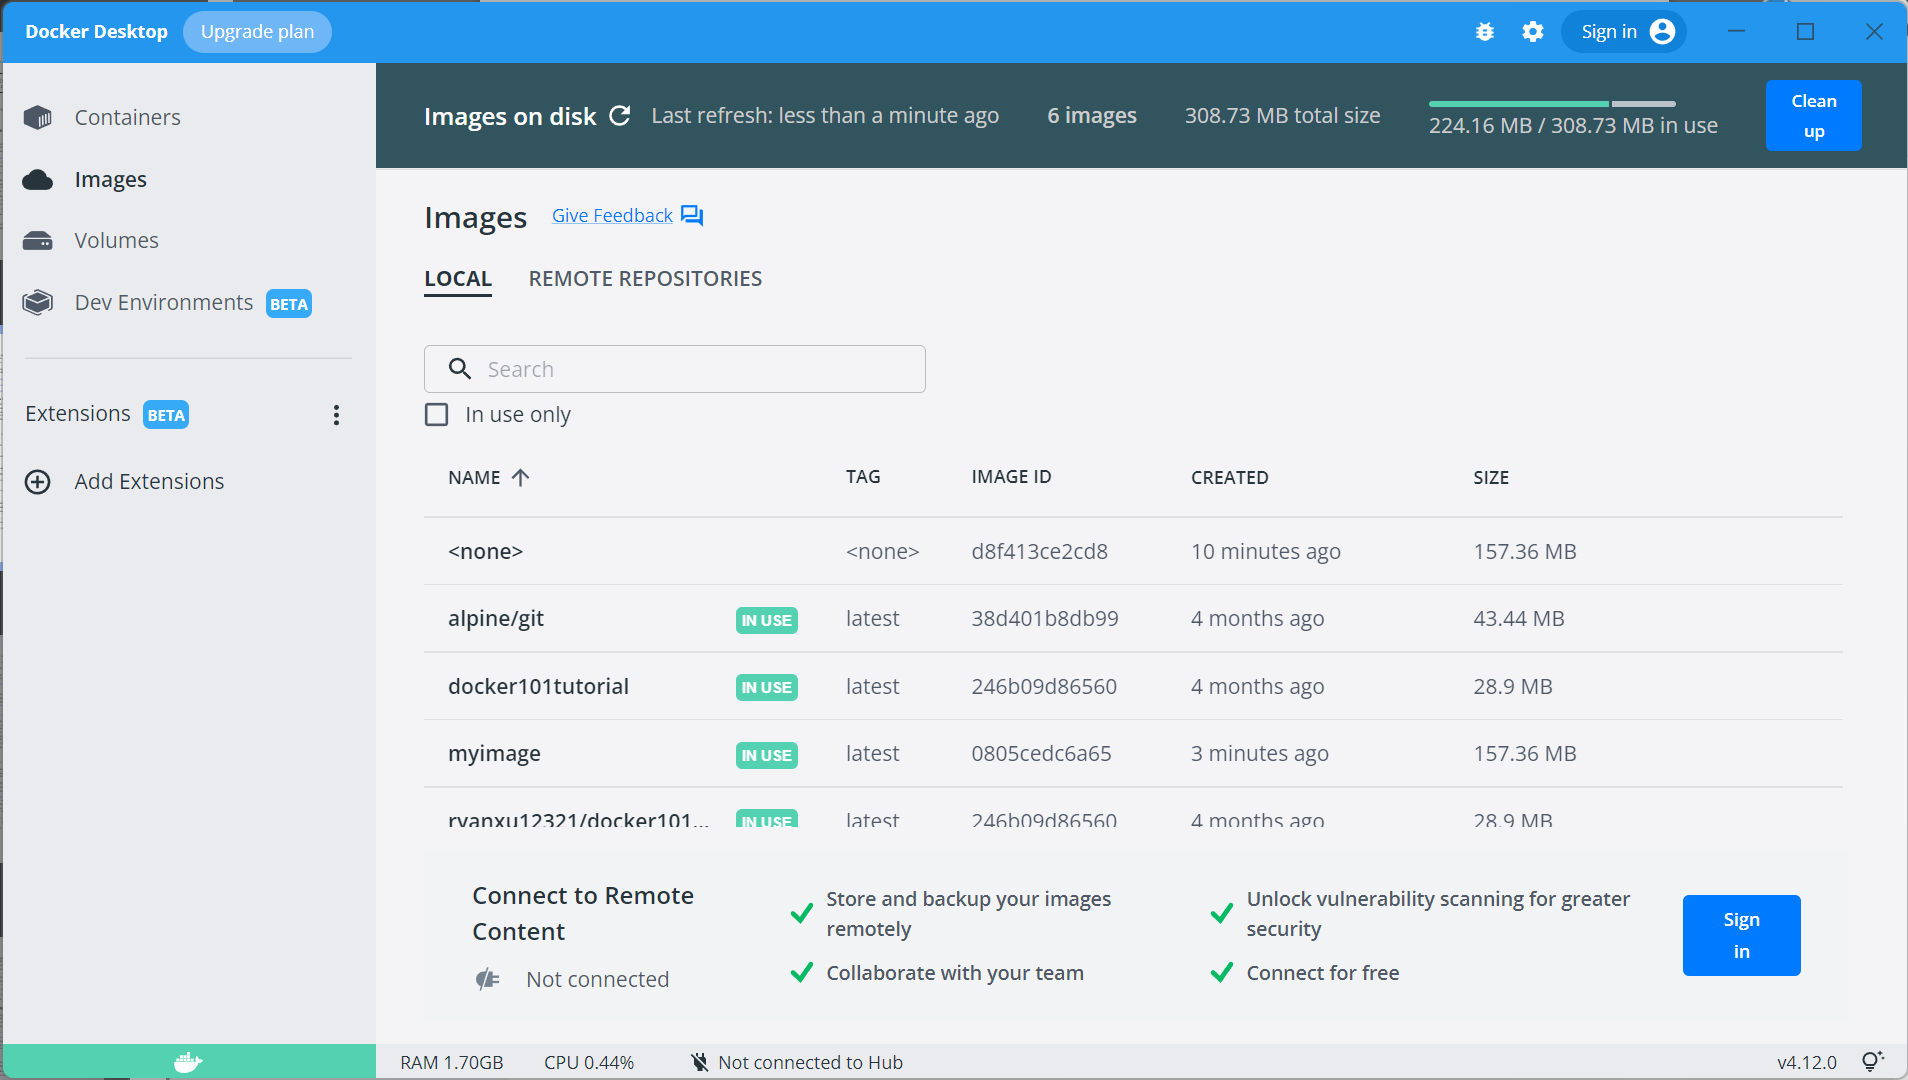 Docker Desktop Upgrade plan Sign in
Containers
Images
Volumes
Dev Environments BETA
Extensions BETA
Add Extensions
Images on disk Last refresh: less than a minute ago 6 images 308.73 MB total size 224.16 MB / 308.73 MB in use Clean up
Images Give Feedback
LOCAL REMOTE REPOSITORIES
Search
In use only
NAME TAG IMAGE ID CREATED SIZE
<none> <none> d8f413ce2cd8 10 minutes ago 157.36 MB
alpine/git IN USE latest 38d401b8db99 4 months ago 43.44 MB
docker101tutorial IN USE latest 246b09d86560 4 months ago 28.9 MB
myimage IN USE latest 0805cedc6a65 3 minutes ago 157.36 MB
ryanxu12321/docker101... IN USE latest 246b09d86560 4 months ago 28.9 MB
Connect to Remote
Content
Not connected
Store and backup your images
remotely
Collaborate with your team
Unlock vulnerability scanning for greater
security
Connect for free
Sign
in
RAM 1.70GB CPU 0.44% Not connected to Hub v4.12.0